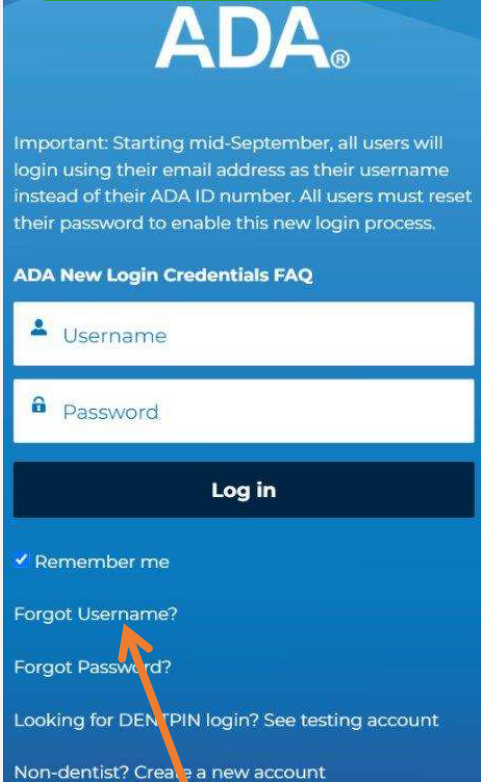 ADA®
Important: Starting mid-September, all users will
login using their email address as their username
instead of their ADA ID number. All users must reset
their password to enable this new login process.
ADA New Login Credentials FAQ
Username
Password
Log in
Remember me
Forgot Username?
Forgot Password?
Looking for DENTPIN login? See testing account
Non-dentist? Create a new account